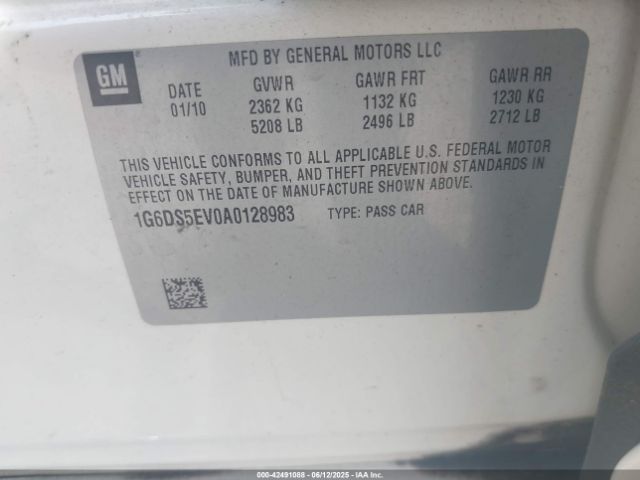 GM
MFD BY GENERAL MOTORS LLC
DATE GVWR GAWR FRT GAWR RR
01/10 2362 KG 1132 KG 1230 KG
5208 LB 2496 LB 2712 LB
THIS VEHICLE CONFORMS TO ALL APPLICABLE U.S. FEDERAL MOTOR
VEHICLE SAFETY, BUMPER, AND THEFT PREVENTION STANDARDS IN
EFFECT ON THE DATE OF MANUFACTURE SHOWN ABOVE.
1G6DS5EV0A0128983 TYPE: PASS CAR
000-42491088 - 06/12/2025 - IAA Inc.